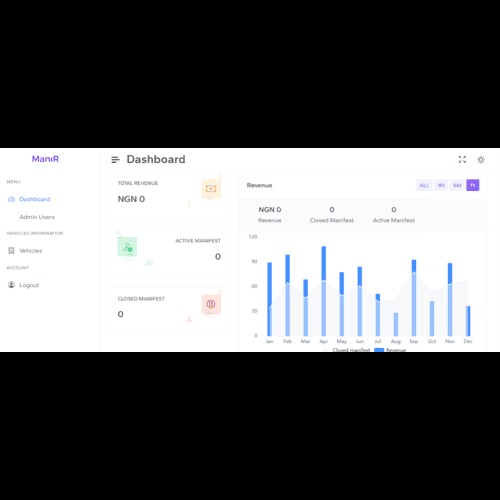 ManiR
Dashboard
MENU
Dashboard
Admin Users
VEHICLES INFORMATION
Vehicles
ACCOUNT
Logout
TOTAL REVENUE
NGN 0
ACTIVE MANIFEST
0
CLOSED MANIFEST
0
Revenue
ALL 1M 6M 1Y
NGN 0 0 0
Revenue Closed Manifest Active Manifest
120
90
60
30
0
Jan Feb Mar Apr May Jun Jul Aug Sep Oct Nov Dec
Closed manifest Revenue